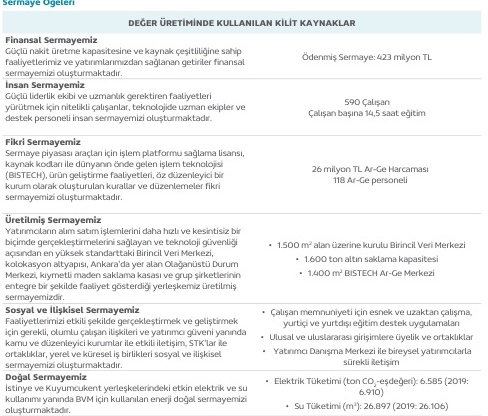 Sermaye Öğeleri
DEĞER ÜRETİMİNDE KULLANILAN KİLİT KAYNAKLAR
Finansal Sermayemiz
Güçlü nakit üretme kapasitesine ve kaynak çeşitliliğine sahip
faaliyetlerimiz ve yatırımlarımızdan sağlanan getiriler finansal
sermayemizi oluşturmaktadır.
Ödenmiş Sermaye: 423 milyon TL
İnsan Sermayemiz
Güçlü liderlik ekibi ve uzmanlık gerektiren faaliyetleri
yürütmek için nitelikli çalışanlar, teknolojide uzman ekipler ve
destek personeli insan sermayemizi oluşturmaktadır.
590 Çalışan
Çalışan başına 14,5 saat eğitim
Fikri Sermayemiz
Sermaye piyasası araçları için işlem platformu sağlama lisansı,
kaynak kodları ile dünyanın önde gelen işlem teknolojisi
(BISTECH), ürün geliştirme faaliyetleri, öz düzenleyici bir
kurum olarak oluşturulan kurallar ve düzenlemeler fikri
sermayemizi oluşturmaktadır.
26 milyon TL Ar-Ge Harcaması
118 Ar-Ge personeli
Üretilmiş Sermayemiz
Yatırımcıların alım satım işlemlerini daha hızlı ve kesintisiz bir
biçimde gerçekleştirmelerini sağlayan ve teknoloji güvenliği
açısından en yüksek standarttaki Birincil Veri Merkezi,
kolokasyon altyapısı, Ankara'da yer alan Olağanüstü Durum
Merkezi, kıymetli maden saklama kasası ve grup şirketlerinin
entegre bir şekilde faaliyet gösterdiği yerleşkemiz üretilmiş
sermayemizdir.
• 1.500 m² alan üzerine kurulu Birincil Veri Merkezi
• 1.600 ton altın saklama kapasitesi
• 1.400 m² BISTECH Ar-Ge Merkezi
Sosyal ve İlişkisel Sermayemiz
Faaliyetlerimizi etkili şekilde gerçekleştirmek ve geliştirmek
için gerekli, olumlu çalışan ilişkileri ve yatırımcı güveni yanında
kamu ve düzenleyici kurumlar ile etkili iletişim, STK'lar ile
ortaklıklar, yerel ve küresel iş birlikleri sosyal ve ilişkisel
sermayemizi oluşturmaktadır.
• Çalışan memnuniyeti için esnek ve uzaktan çalışma,
yurtiçi ve yurtdışı eğitim destek uygulamaları
• Ulusal ve uluslararası girişimlere üyelik ve ortaklıklar
• Yatırımcı Danışma Merkezi ile bireysel yatırımcılarla
sürekli iletişim
Doğal Sermayemiz
İstinye ve Kuyumcukent yerleşkelerindeki etkin elektrik ve su
kullanımı yanında BVM için kullanılan enerji doğal sermayemizi
oluşturmaktadır.
• Elektrik Tüketimi (ton CO₂-eşdeğeri): 6.585 (2019:
6.910)
• Su Tüketimi (m³): 26.897 (2019: 26.106)